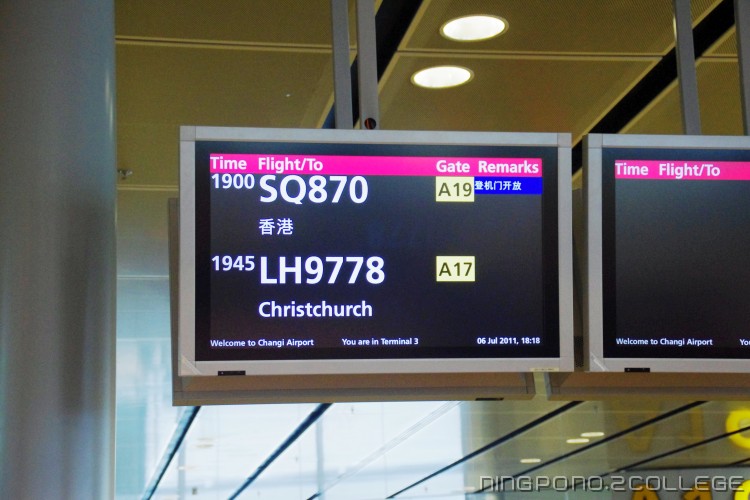 Time Flight/To Gate Remarks
1900 SQ870 A19 登机门开放
香港
1945 LH9778 A17
Christchurch
Welcome to Changi Airport You are in Terminal 3 06 Jul 2011, 18:18
Time Flight/To
Welcome to Changi Airport
NINGPONO.2COLLEGE